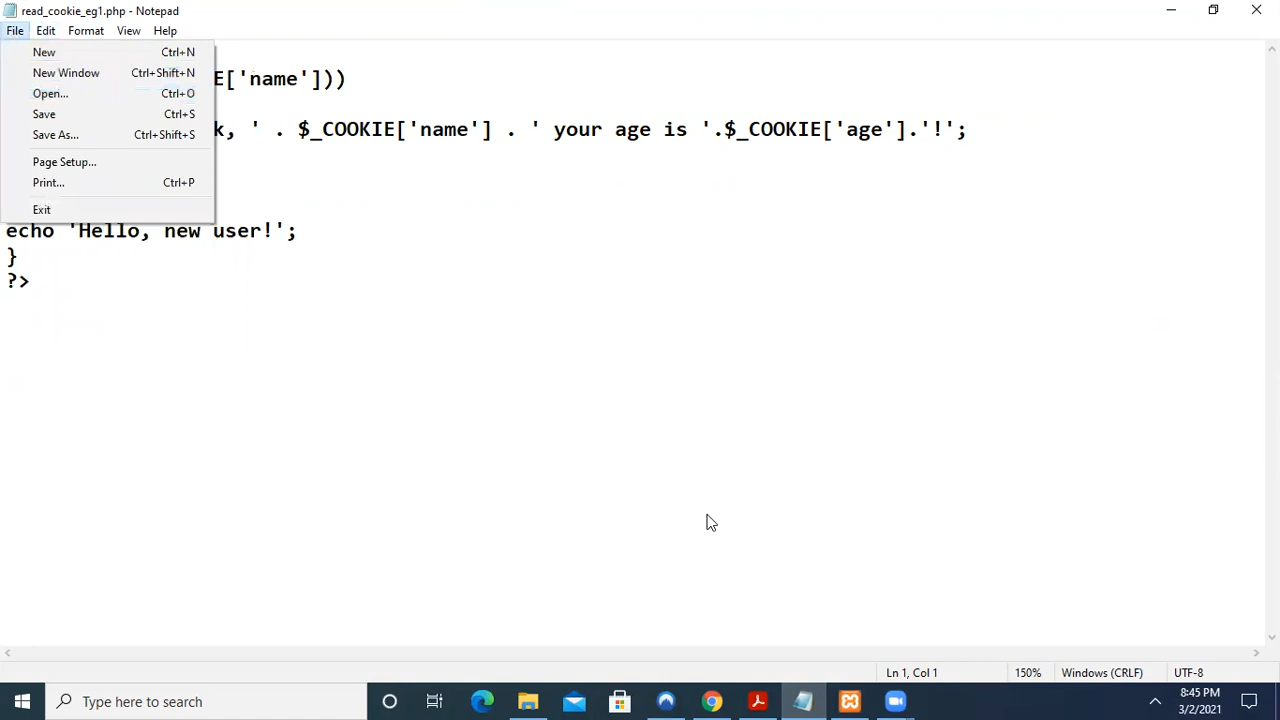 read_cookie_eg1.php - Notepad
File Edit Format View Help
New Ctrl+N
New Window Ctrl+Shift+N
Open... Ctrl+O
Save Ctrl+S
Save As... Ctrl+Shift+S
Page Setup...
Print... Ctrl+P
Exit
E['name']))
k, ' . $_COOKIE['name'] . ' your age is '.$_COOKIE['age'].'!';
echo 'Hello, new user!';
}
?>
Ln 1, Col 1 150% Windows (CRLF) UTF-8
Type here to search
8:45 PM
3/2/2021